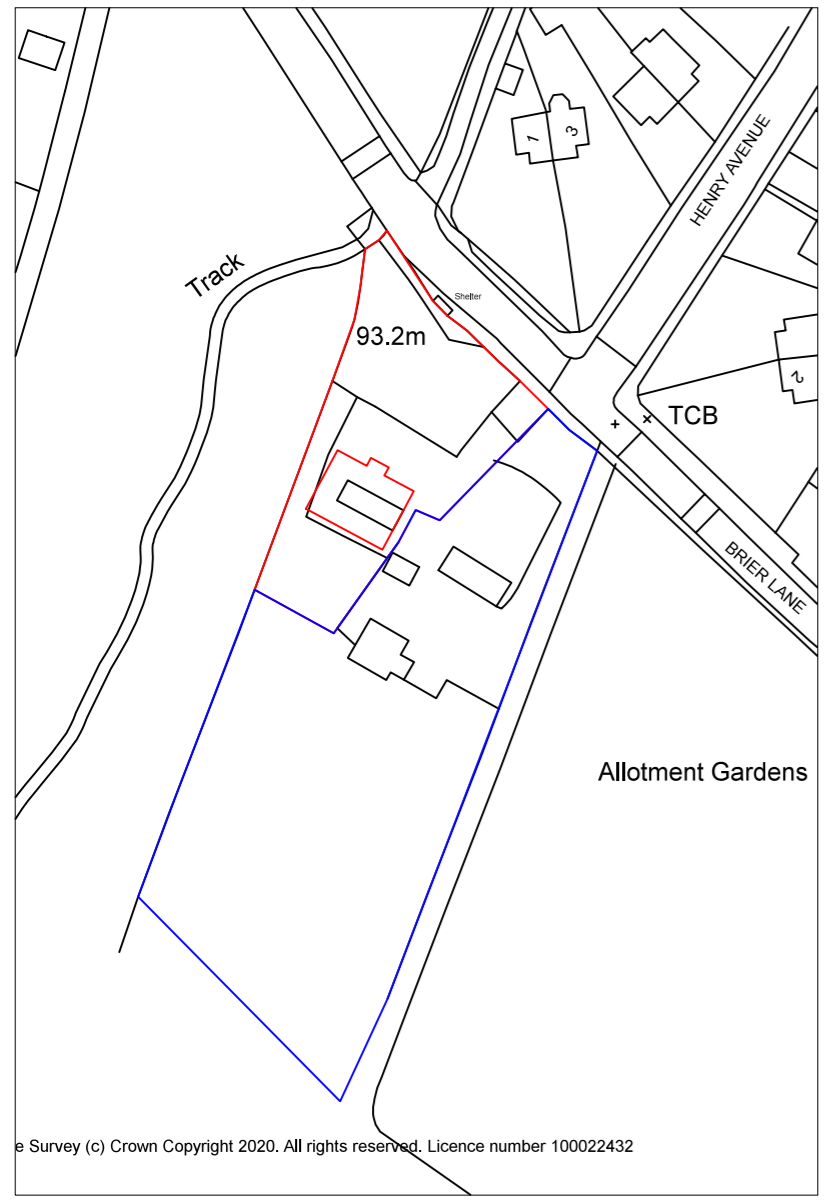 1
3
HENRY AVENUE
Track
Shelter
93.2m
2
TCB
BRIER LANE
Allotment Gardens
e Survey (c) Crown Copyright 2020. All rights reserved. Licence number 100022432